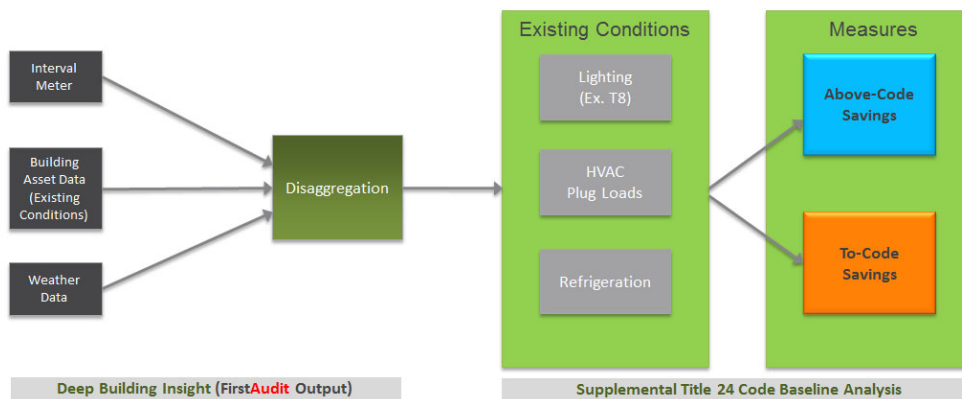 Interval
Meter
Building
Asset Data
(Existing
Conditions)
Weather
Data
Disaggregation
Existing Conditions
Lighting
(Ex. T8)
HVAC
Plug Loads
Refrigeration
Measures
Above-Code
Savings
To-Code
Savings
Deep Building Insight (FirstAudit Output)
Supplemental Title 24 Code Baseline Analysis